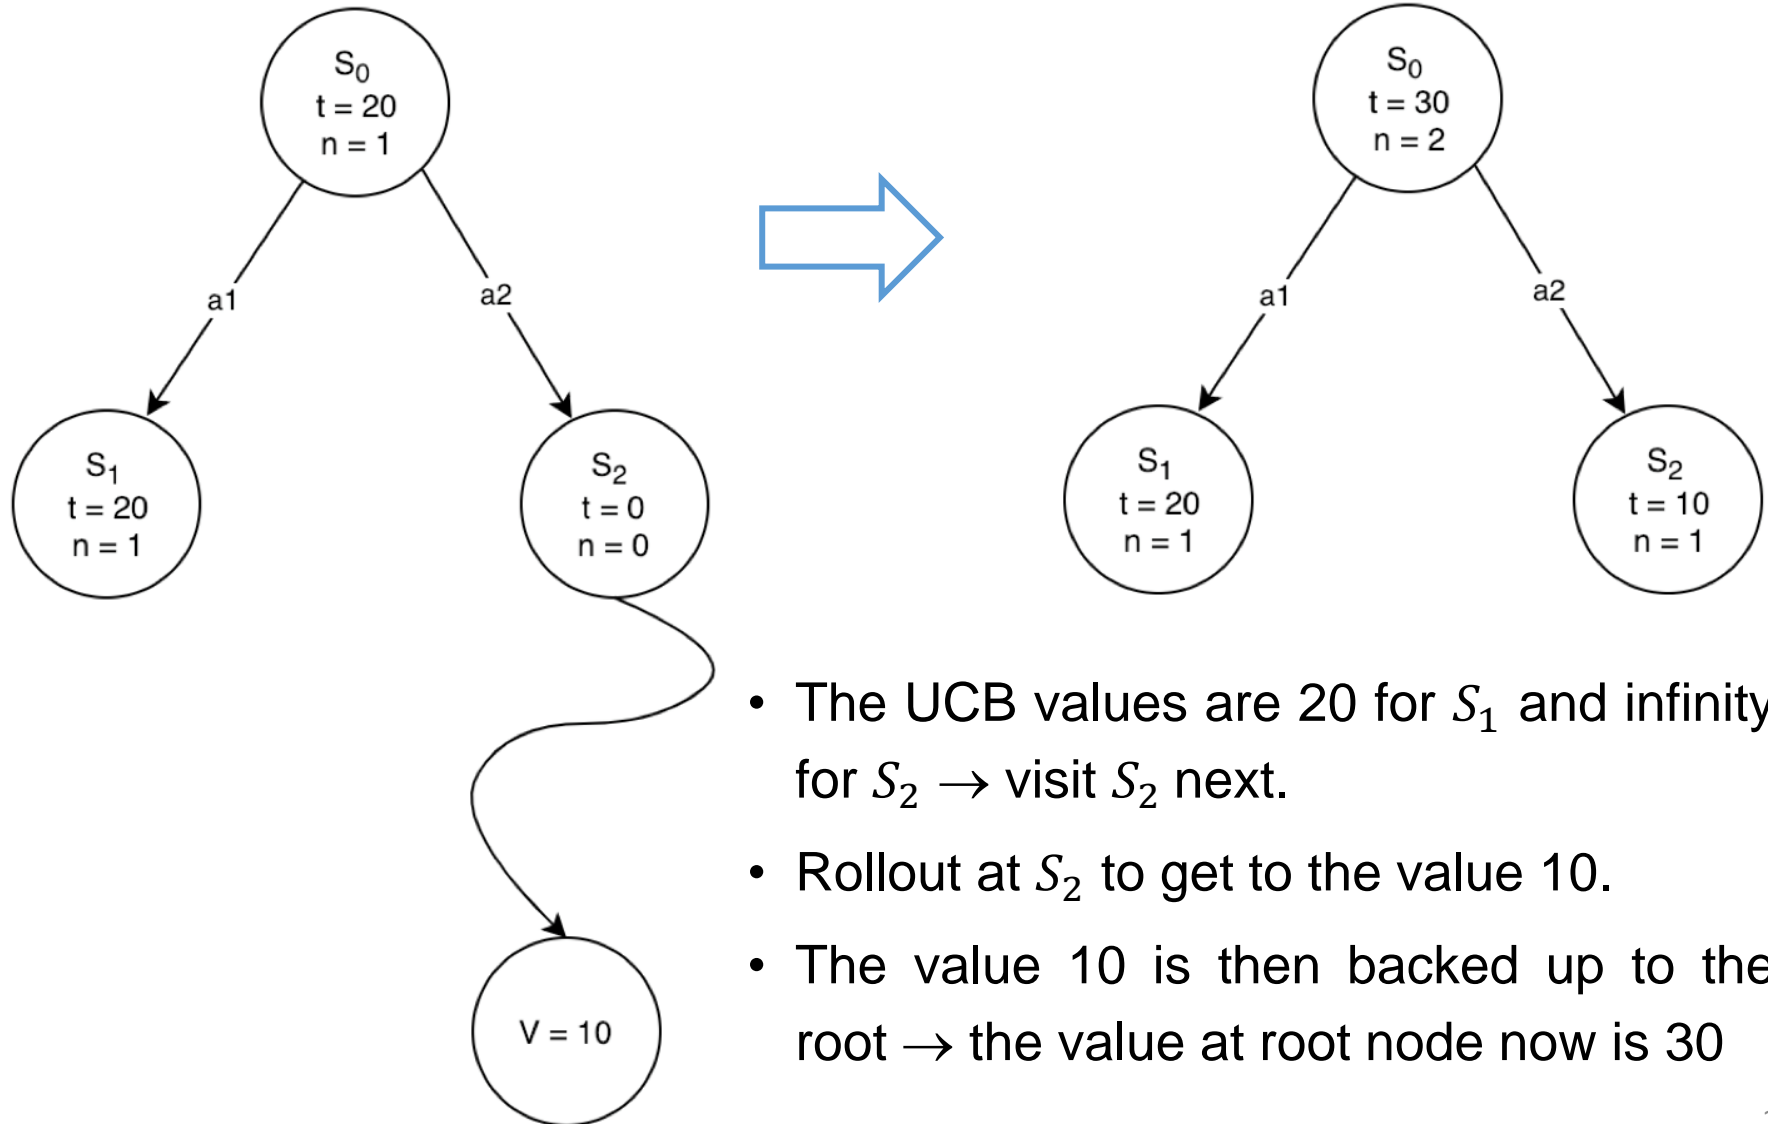 S₀
t = 20
n = 1
a1
a2
S₁
t = 20
n = 1
S₂
t = 0
n = 0
V = 10
S₀
t = 30
n = 2
a1
a2
S₁
t = 20
n = 1
S₂
t = 10
n = 1
• The UCB values are 20 for S₁ and infinity
for S₂ → visit S₂ next.
• Rollout at S₂ to get to the value 10.
• The value 10 is then backed up to the
root → the value at root node now is 30